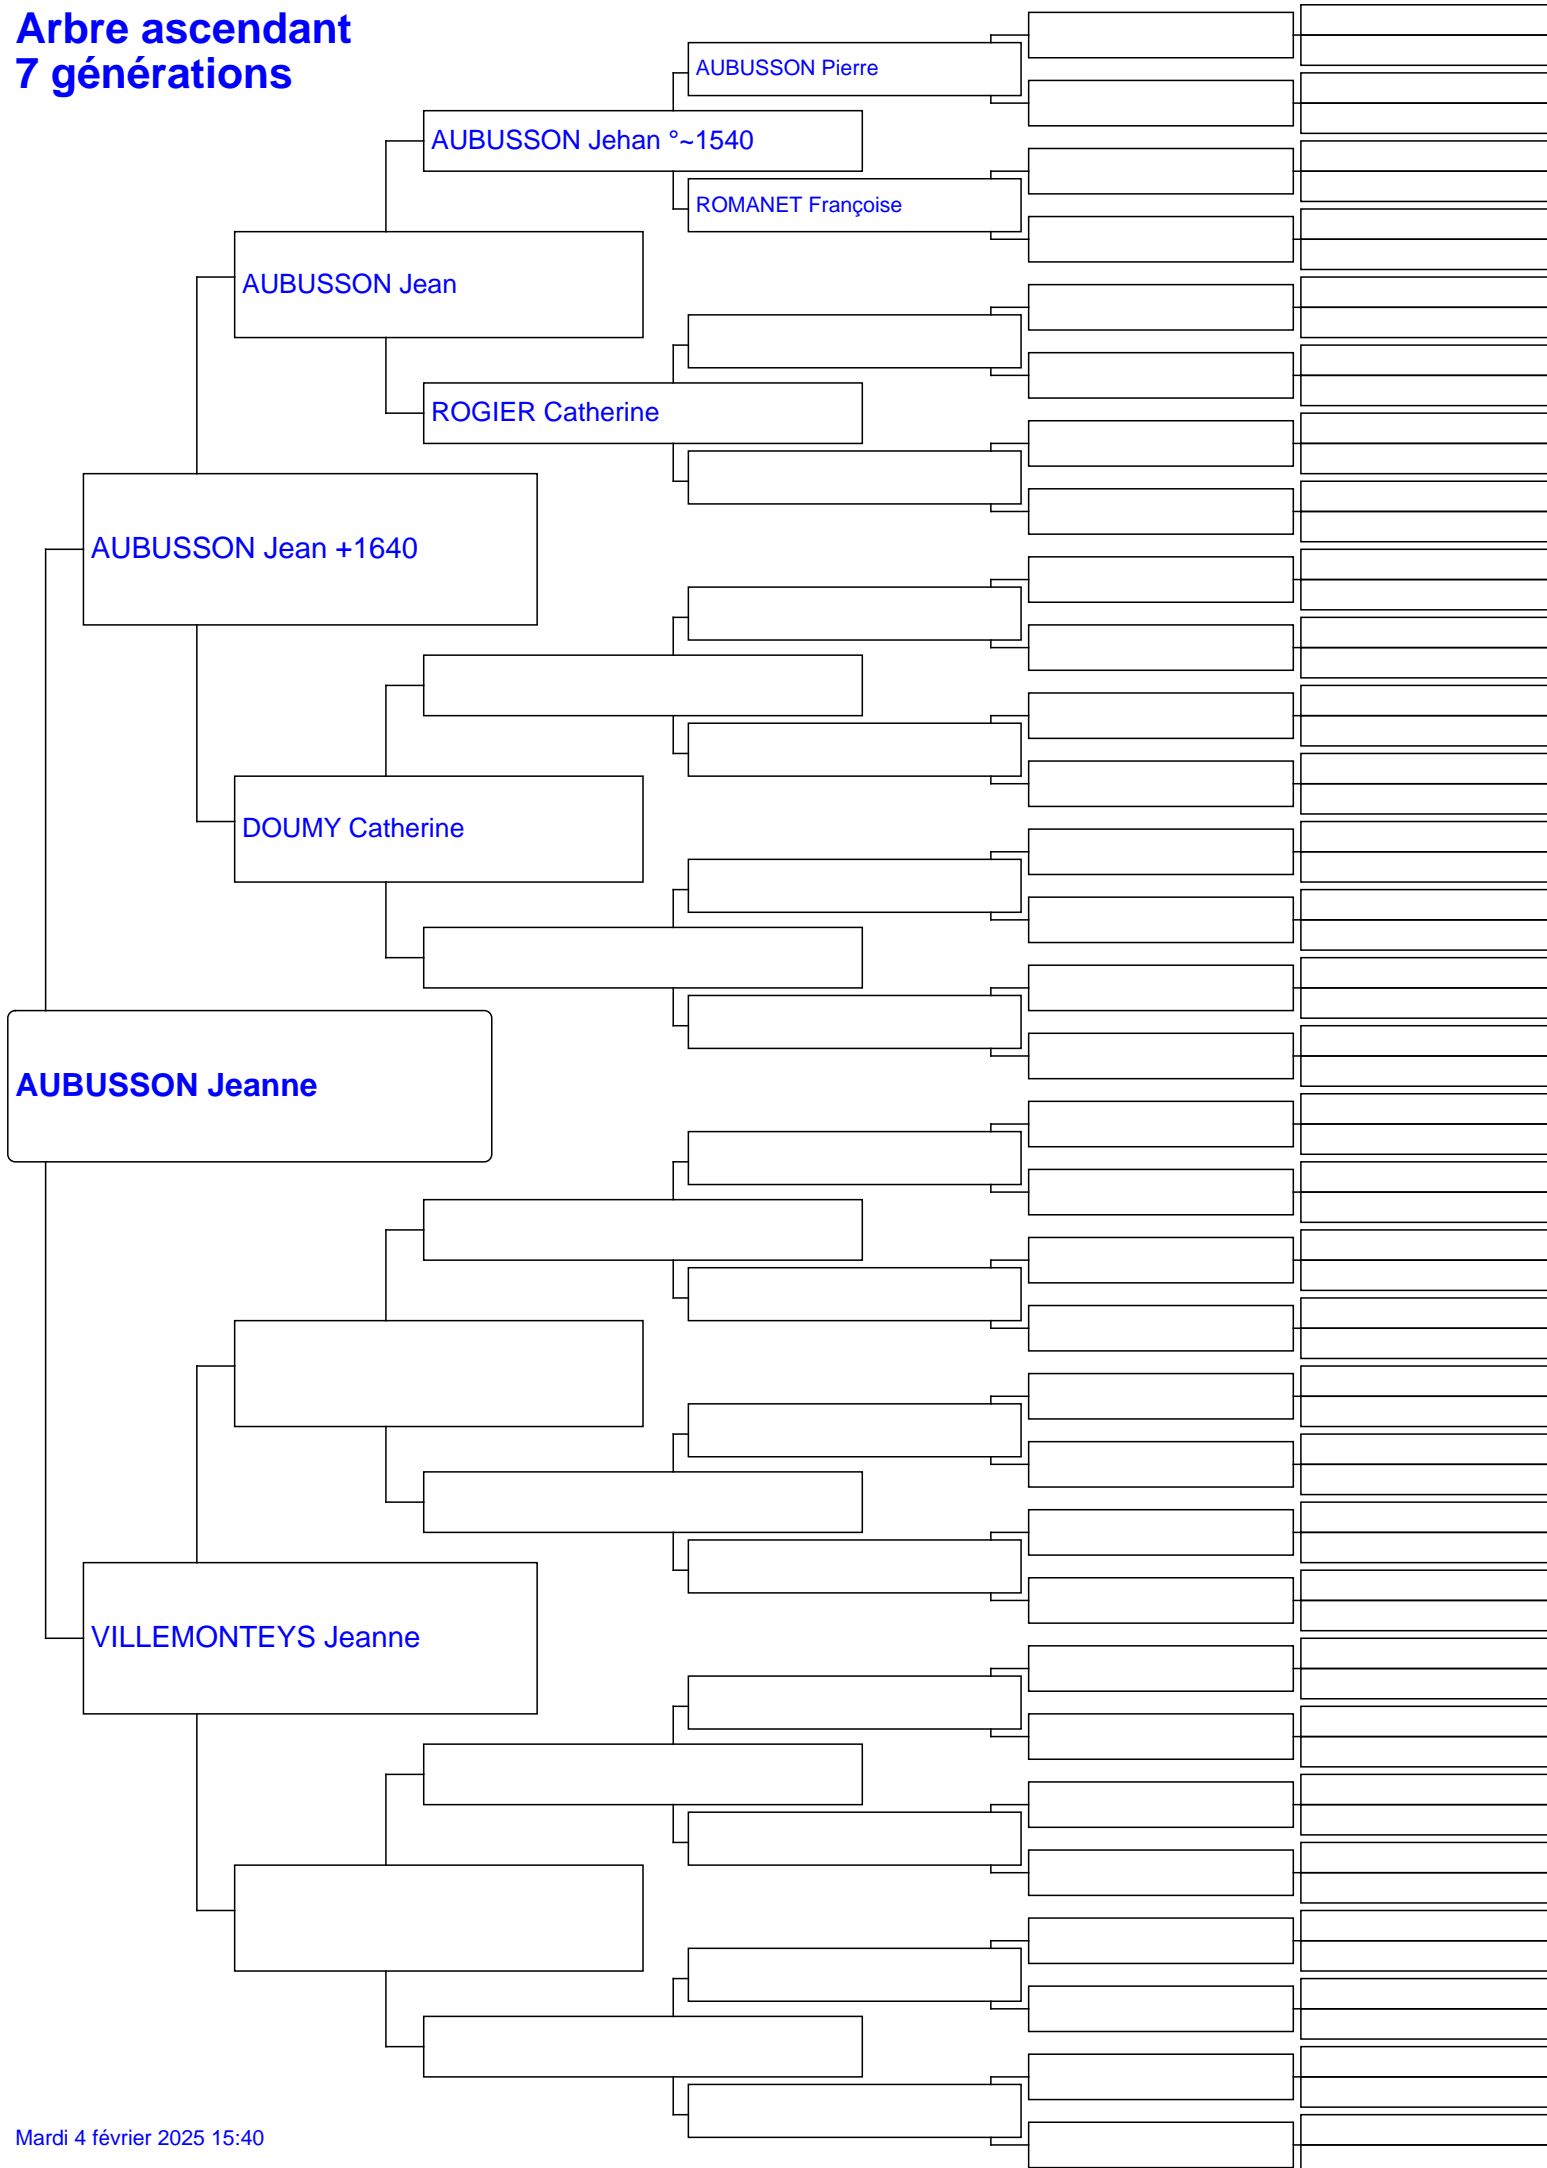 Arbre ascendant
7 générations
AUBUSSON Pierre
AUBUSSON Jehan °~1540
ROMANET Françoise
AUBUSSON Jean
ROGIER Catherine
AUBUSSON Jean +1640
DOUMY Catherine
AUBUSSON Jeanne
VILLEMONTEYS Jeanne
Mardi 4 février 2025 15:40